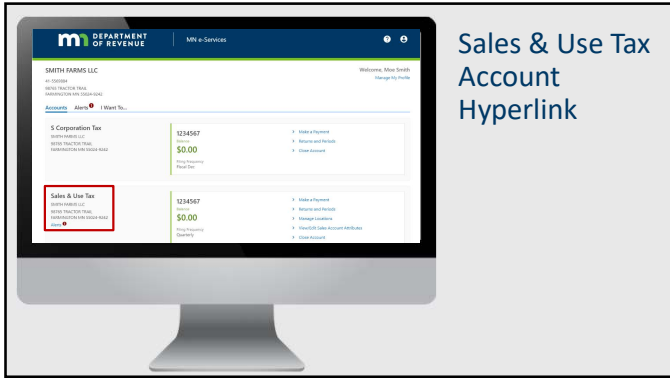 DEPARTMENT
OF REVENUE
MN e-Services
SMITH FARMS LLC
Welcome, Moe Smith
Manage My Profile
98765 TRACTOR TRAIL
FARMINGTON MN 55024-9242
Accounts Alerts I Want To...
S Corporation Tax
SMITH FARMS LLC
98765 TRACTOR TRAIL
FARMINGTON MN 55024-9242
1234567
Balance
$0.00
Filing Frequency
Fiscal Dec
> Make a Payment
> Returns and Periods
> Close Account
Sales & Use Tax
SMITH FARMS LLC
98765 TRACTOR TRAIL
FARMINGTON MN 55024-9242
Alerts
1234567
Balance
$0.00
Filing Frequency
Quarterly
> Make a Payment
> Returns and Periods
> Manage Locations
> View/Edit Sales Account Attributes
> Close Account
Sales & Use Tax
Account
Hyperlink